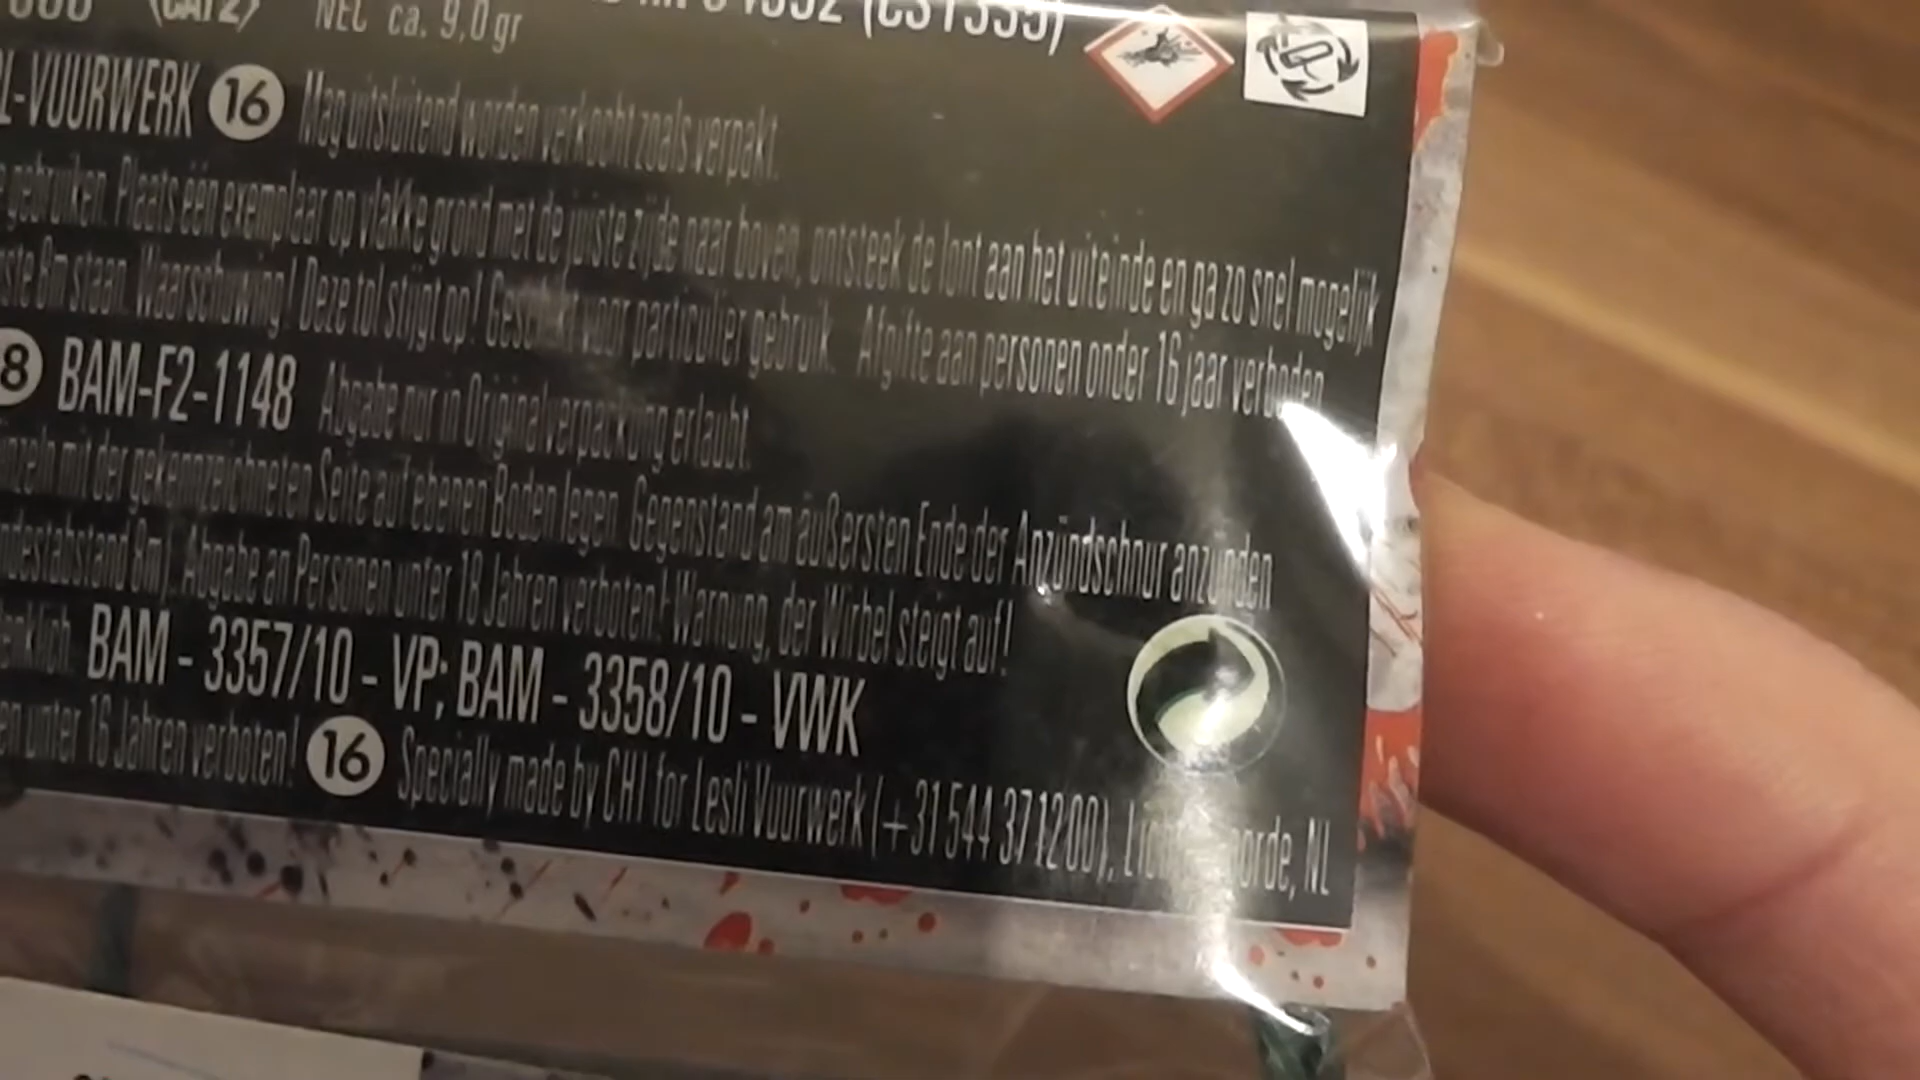 (CAT2) NEC ca. 9,0 gr (CS1335)
-VUURWERK 16 Mag uitsluitend worden verkocht zoals verpakt.
gebruiken. Plaats één exemplaar op vlakke grond met de juiste zijde naar boven, ontsteek de lont aan het uiteinde en ga zo snel mogelijk
8m staan. Waarschuwing! Deze tol stijgt op! Geschikt voor particulier gebruik. Afgifte aan personen onder 16 jaar verboden.
8 BAM-F2-1148 Abgabe nur in Originalverpackung erlaubt.
mit der gekennzeichneten Seite auf ebenen Boden legen. Gegenstand am äußersten Ende der Anzündschnur anzünden
8m). Abgabe an Personen unter 18 Jahren verboten! Warnung, der Wirbel steigt auf!
BAM - 3357/10 - VP; BAM - 3358/10 - VWK
unter 16 Jahren verboten! 16 Specially made by CHI for Lesli Vuurwerk (+31 544 371200), NL